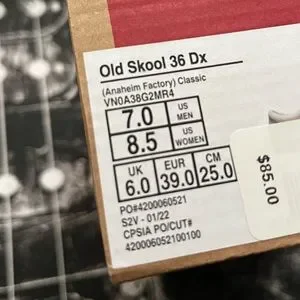 Old Skool 36 Dx
(Anaheim Factory) Classic
VN0A38G2MR4
7.0 US MEN
8.5 US WOMEN
UK EUR CM
6.0 39.0 25.0
PO#4200060521
S2V - 01/22
CPSIA PO/CUT#
420006052100100
$85.00